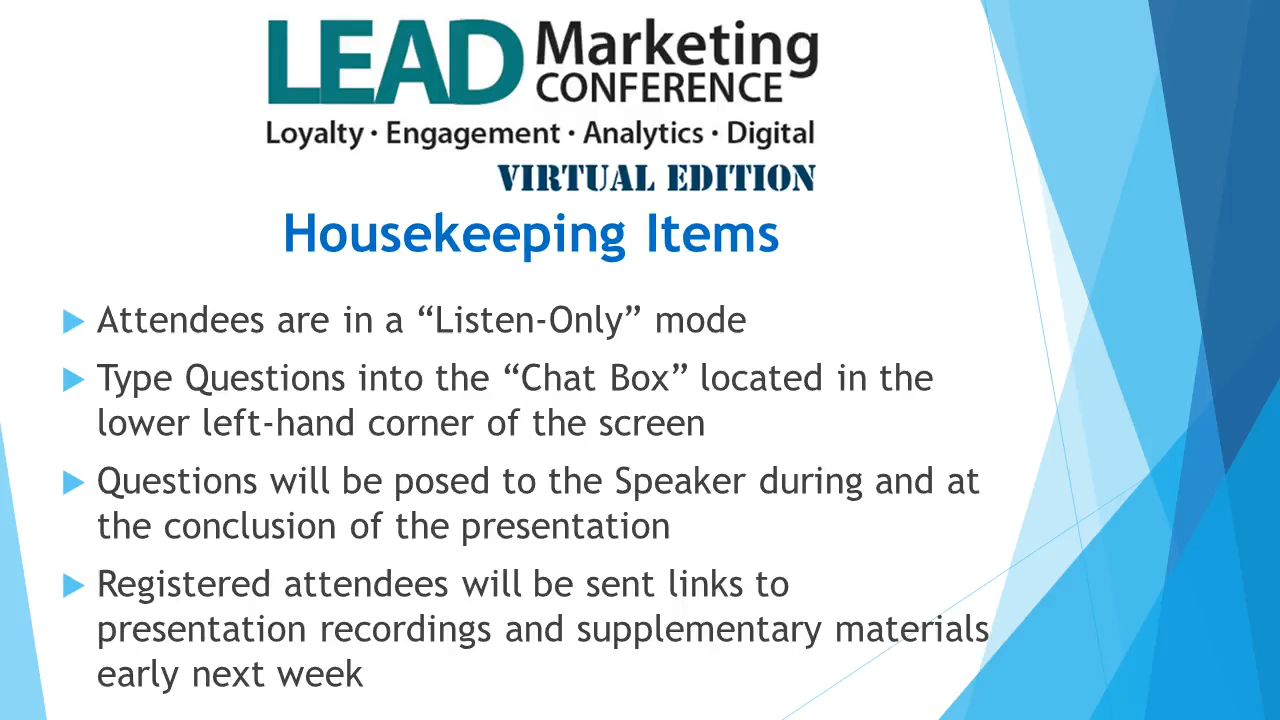 LEAD Marketing
CONFERENCE
Loyalty · Engagement · Analytics · Digital
VIRTUAL EDITION
Housekeeping Items
Attendees are in a “Listen-Only” mode
Type Questions into the “Chat Box” located in the
lower left-hand corner of the screen
Questions will be posed to the Speaker during and at
the conclusion of the presentation
Registered attendees will be sent links to
presentation recordings and supplementary materials
early next week